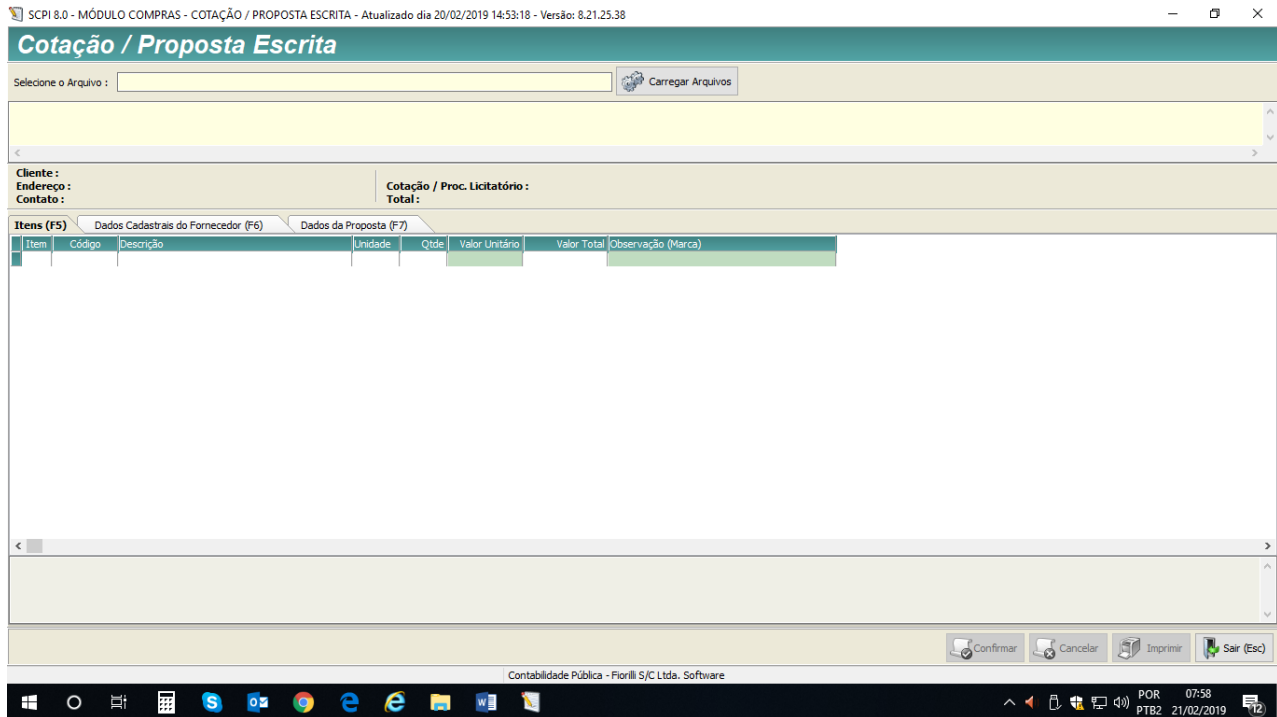 SCPI 8.0 - MÓDULO COMPRAS - COTAÇÃO / PROPOSTA ESCRITA - Atualizado dia 20/02/2019 14:53:18 - Versão: 8.21.25.38
Cotação / Proposta Escrita
Selecione o Arquivo : Carregar Arquivos
Cliente :
Endereço : Cotação / Proc. Licitatório :
Contato : Total :
Itens (F5) Dados Cadastrais do Fornecedor (F6) Dados da Proposta (F7)
Item Código Descrição Unidade Qtde Valor Unitário Valor Total Observação (Marca)
Confirmar Cancelar Imprimir Sair (Esc)
Contabilidade Pública - Fiorilli S/C Ltda. Software
POR 07:58
PTB2 21/02/2019 12